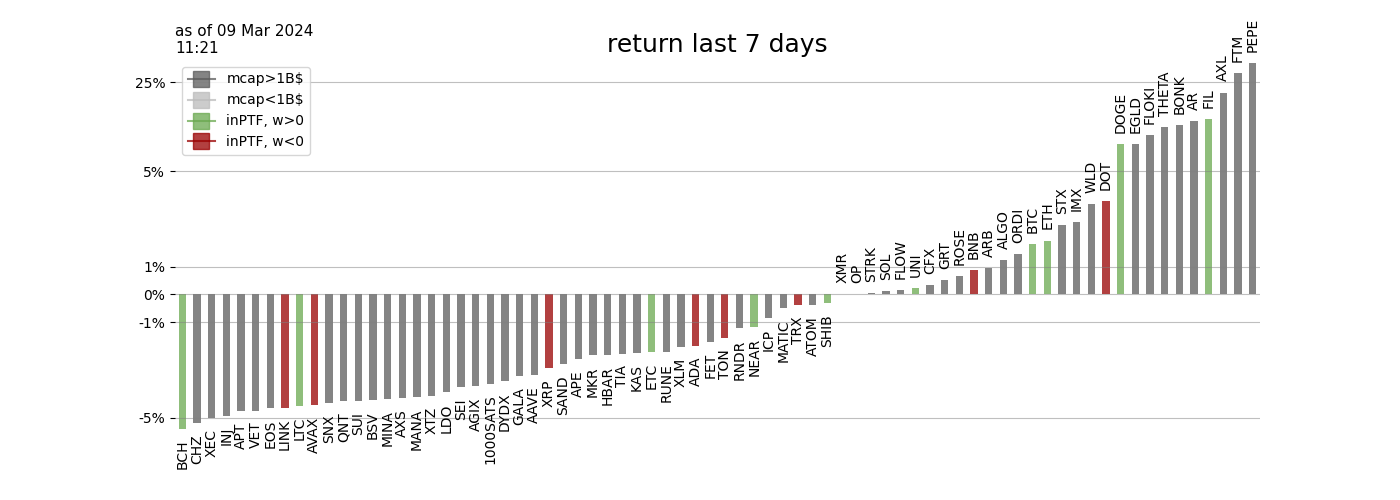 as of 09 Mar 2024
11:21
return last 7 days
mcap>1B$
mcap<1B$
inPTF, w>0
inPTF, w<0
25%
5%
1%
0%
-1%
-5%
BCH
CHZ
XEC
INJ
APT
VET
EOS
LINK
LTC
AVAX
SNX
QNT
SUI
BSV
MINA
AXS
MANA
XTZ
LDO
SEI
AGIX
1000SATS
DYDX
GALA
AAVE
XRP
SAND
APE
MKR
HBAR
TIA
KAS
ETC
RUNE
XLM
ADA
FET
TON
RNDR
NEAR
ICP
MATIC
TRX
ATOM
SHIB
XMR
OP
STRK
SOL
FLOW
UNI
CFX
GRT
ROSE
BNB
ARB
ALGO
ORDI
BTC
ETH
STX
IMX
WLD
DOT
DOGE
EGLD
FLOKI
THETA
BONK
AR
FIL
AXL
FTM
PEPE